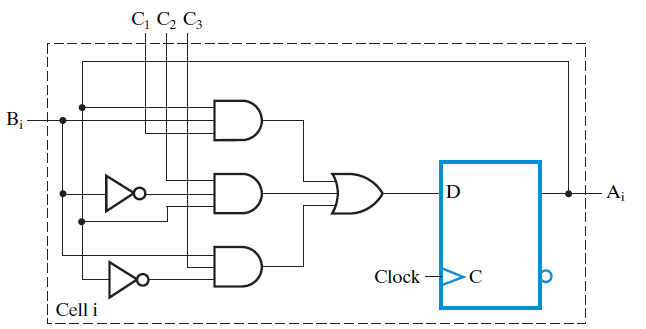 C₁ C₂ C₃
Bᵢ
D
Aᵢ
Clock
C
Cell i